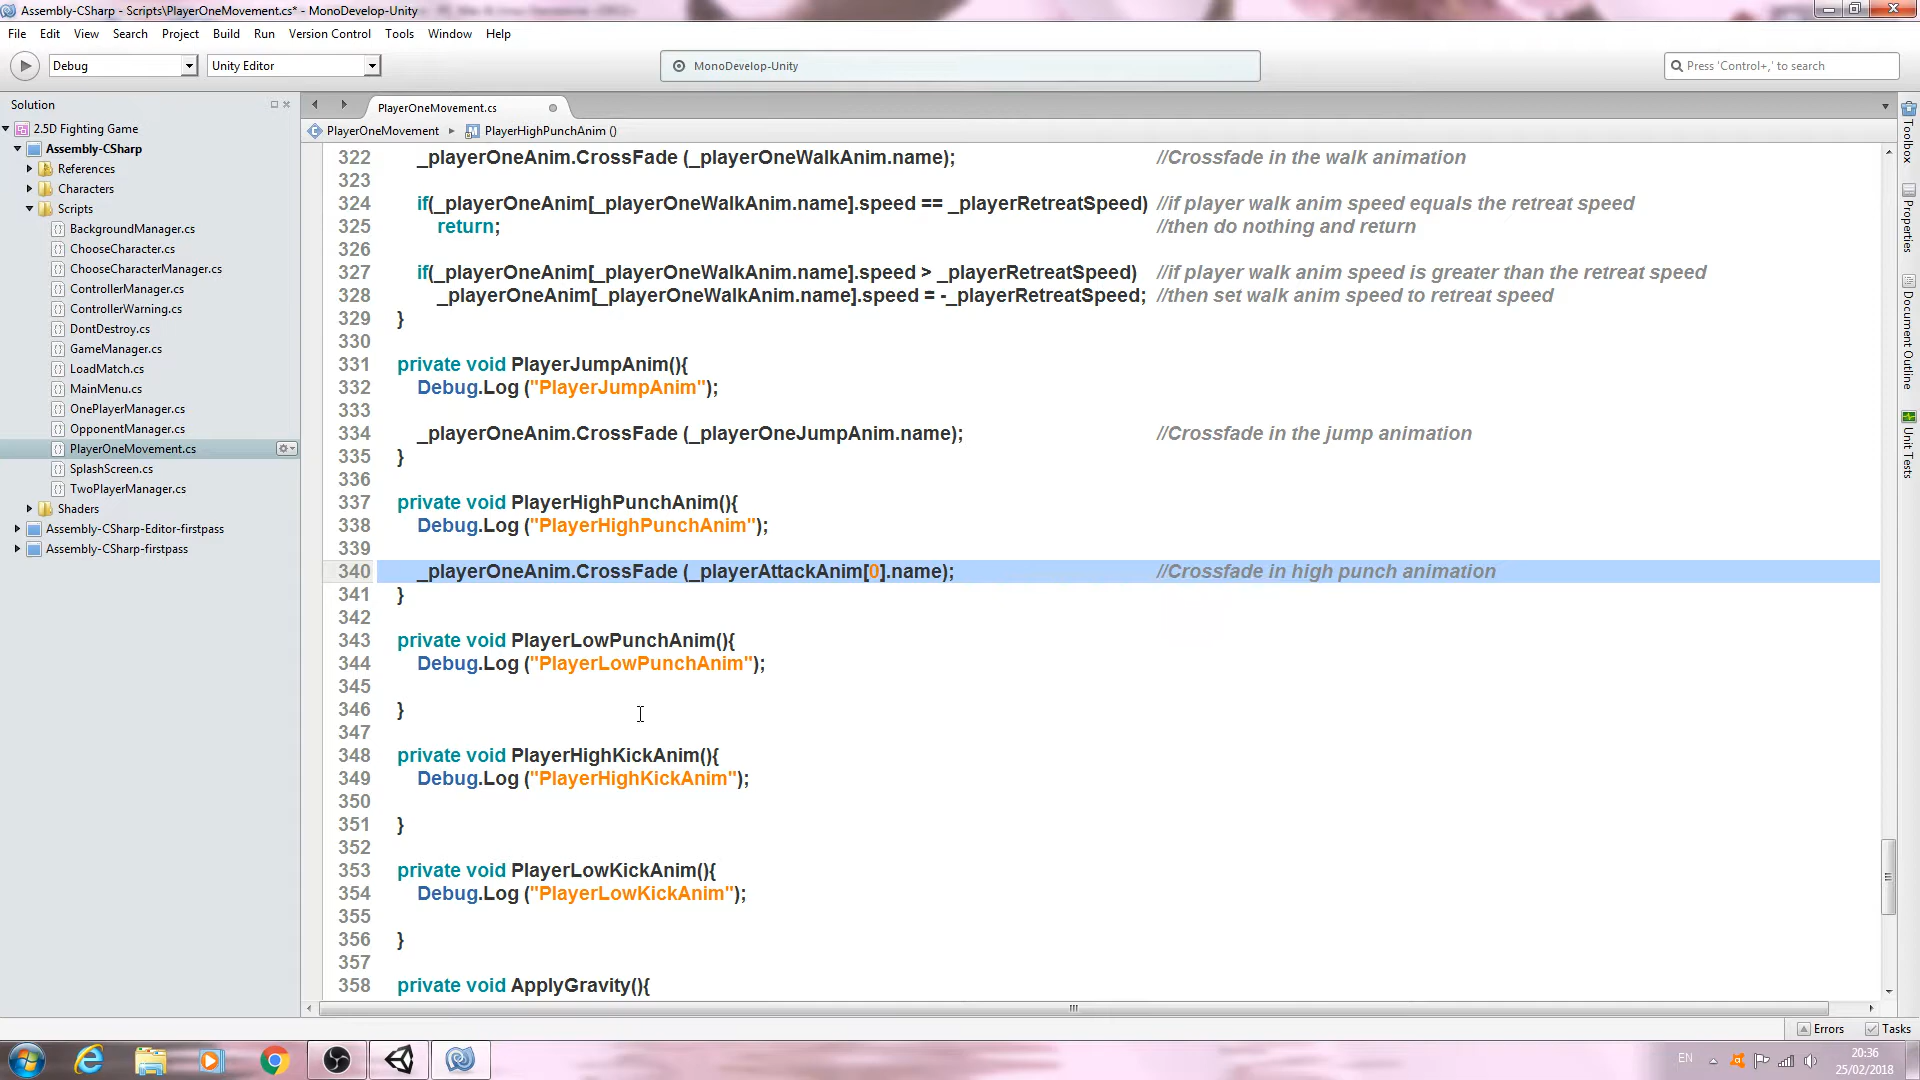 Assembly-CSharp - Scripts\PlayerOneMovement.cs* - MonoDevelop-Unity
File Edit View Search Project Build Run Version Control Tools Window Help
Debug Unity Editor MonoDevelop-Unity Press 'Control+,' to search
Solution
2.5D Fighting Game
Assembly-CSharp
References
Characters
Scripts
BackgroundManager.cs
ChooseCharacter.cs
ChooseCharacterManager.cs
ControllerManager.cs
ControllerWarning.cs
DontDestroy.cs
GameManager.cs
LoadMatch.cs
MainMenu.cs
OnePlayerManager.cs
OpponentManager.cs
PlayerOneMovement.cs
SplashScreen.cs
TwoPlayerManager.cs
Shaders
Assembly-CSharp-Editor-firstpass
Assembly-CSharp-firstpass
PlayerOneMovement.cs
PlayerOneMovement PlayerHighPunchAnim ()
322 _playerOneAnim.CrossFade (_playerOneWalkAnim.name); //Crossfade in the walk animation
323
324 if(_playerOneAnim[_playerOneWalkAnim.name].speed == _playerRetreatSpeed) //if player walk anim speed equals the retreat speed
325 return; //then do nothing and return
326
327 if(_playerOneAnim[_playerOneWalkAnim.name].speed > _playerRetreatSpeed) //if player walk anim speed is greater than the retreat speed
328 _playerOneAnim[_playerOneWalkAnim.name].speed = -_playerRetreatSpeed; //then set walk anim speed to retreat speed
329 }
330
331 private void PlayerJumpAnim(){
332 Debug.Log ("PlayerJumpAnim");
333
334 _playerOneAnim.CrossFade (_playerOneJumpAnim.name); //Crossfade in the jump animation
335 }
336
337 private void PlayerHighPunchAnim(){
338 Debug.Log ("PlayerHighPunchAnim");
339
340 _playerOneAnim.CrossFade (_playerAttackAnim[0].name); //Crossfade in high punch animation
341 }
342
343 private void PlayerLowPunchAnim(){
344 Debug.Log ("PlayerLowPunchAnim");
345
346 }
347
348 private void PlayerHighKickAnim(){
349 Debug.Log ("PlayerHighKickAnim");
350
351 }
352
353 private void PlayerLowKickAnim(){
354 Debug.Log ("PlayerLowKickAnim");
355
356 }
357
358 private void ApplyGravity(){
Toolbox
Properties
Document Outline
Unit Tests
Errors Tasks
EN
20:36
25/02/2018